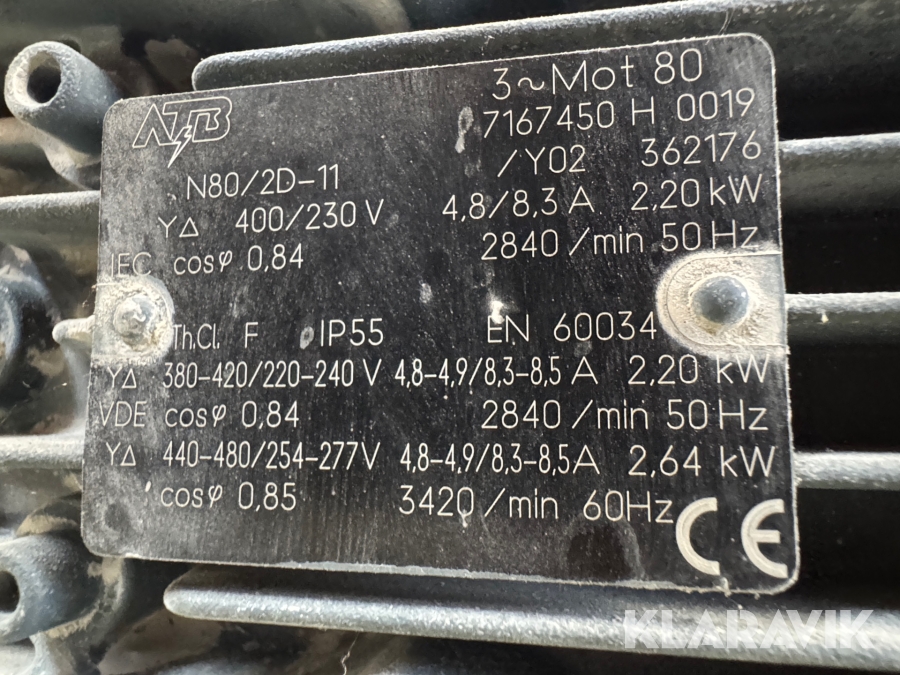 3~Mot 80
ATB
7167450 H 0019
/Y02 362176
N80/2D-11
Y△ 400/230 V 4,8/8,3 A 2,20 kW
IEC cosφ 0,84 2840/min 50 Hz
Th.Cl. F IP55 EN 60034
Y△ 380-420/220-240 V 4,8-4,9/8,3-8,5 A 2,20 kW
VDE cosφ 0,84 2840/min 50 Hz
Y△ 440-480/254-277V 4,8-4,9/8,3-8,5A 2,64 kW
cosφ 0,85 3420/min 60Hz
CE
KLARAVIK